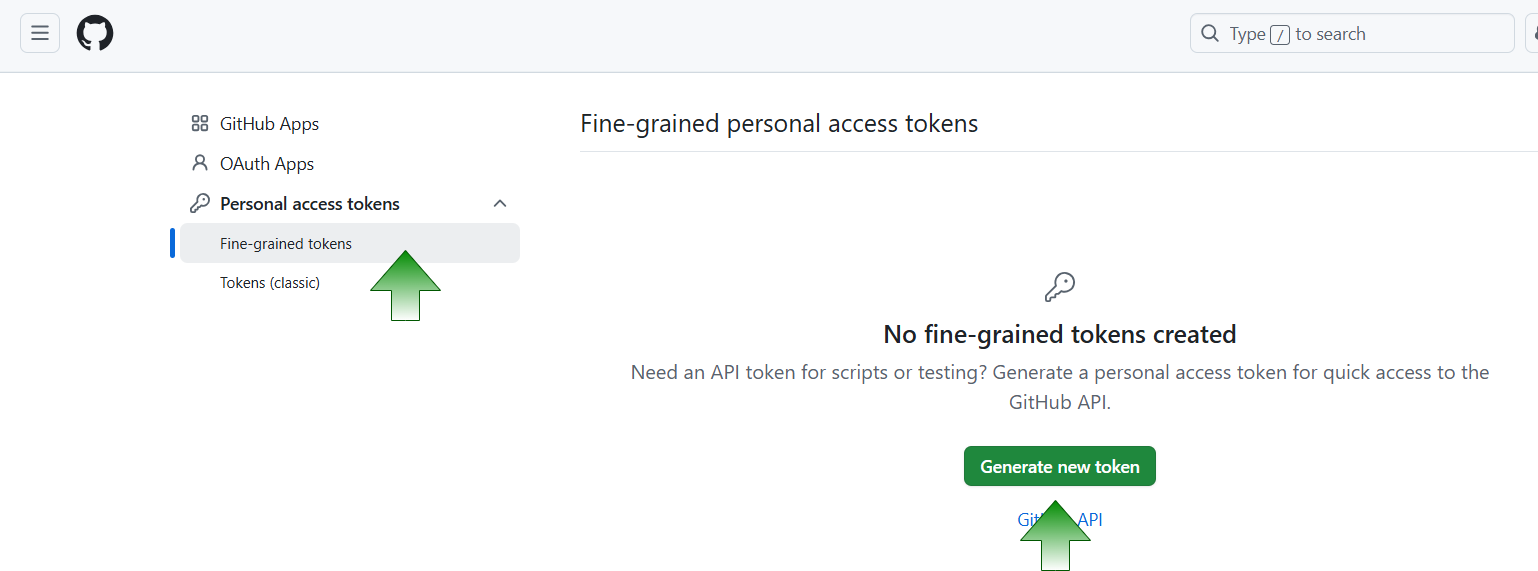 Type / to search
GitHub Apps
OAuth Apps
Personal access tokens
Fine-grained tokens
Tokens (classic)
Fine-grained personal access tokens
No fine-grained tokens created
Need an API token for scripts or testing? Generate a personal access token for quick access to the
GitHub API.
Generate new token
API